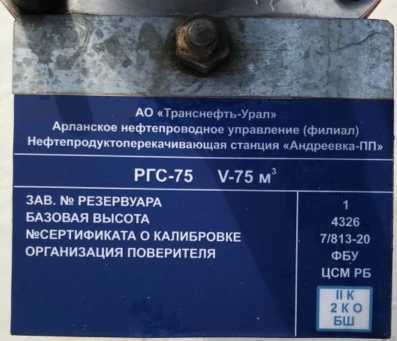 АО «Транснефть-Урал»
Арланское нефтепроводное управление (филиал)
Нефтепродуктоперекачивающая станция «Андреевка-ПП»
РГС-75 V-75 м³
ЗАВ. № РЕЗЕРВУАРА 1
БАЗОВАЯ ВЫСОТА 4326
№СЕРТИФИКАТА О КАЛИБРОВКЕ 7/813-20
ОРГАНИЗАЦИЯ ПОВЕРИТЕЛЯ ФБУ
ЦСМ РБ
II К
2 К О
БШ